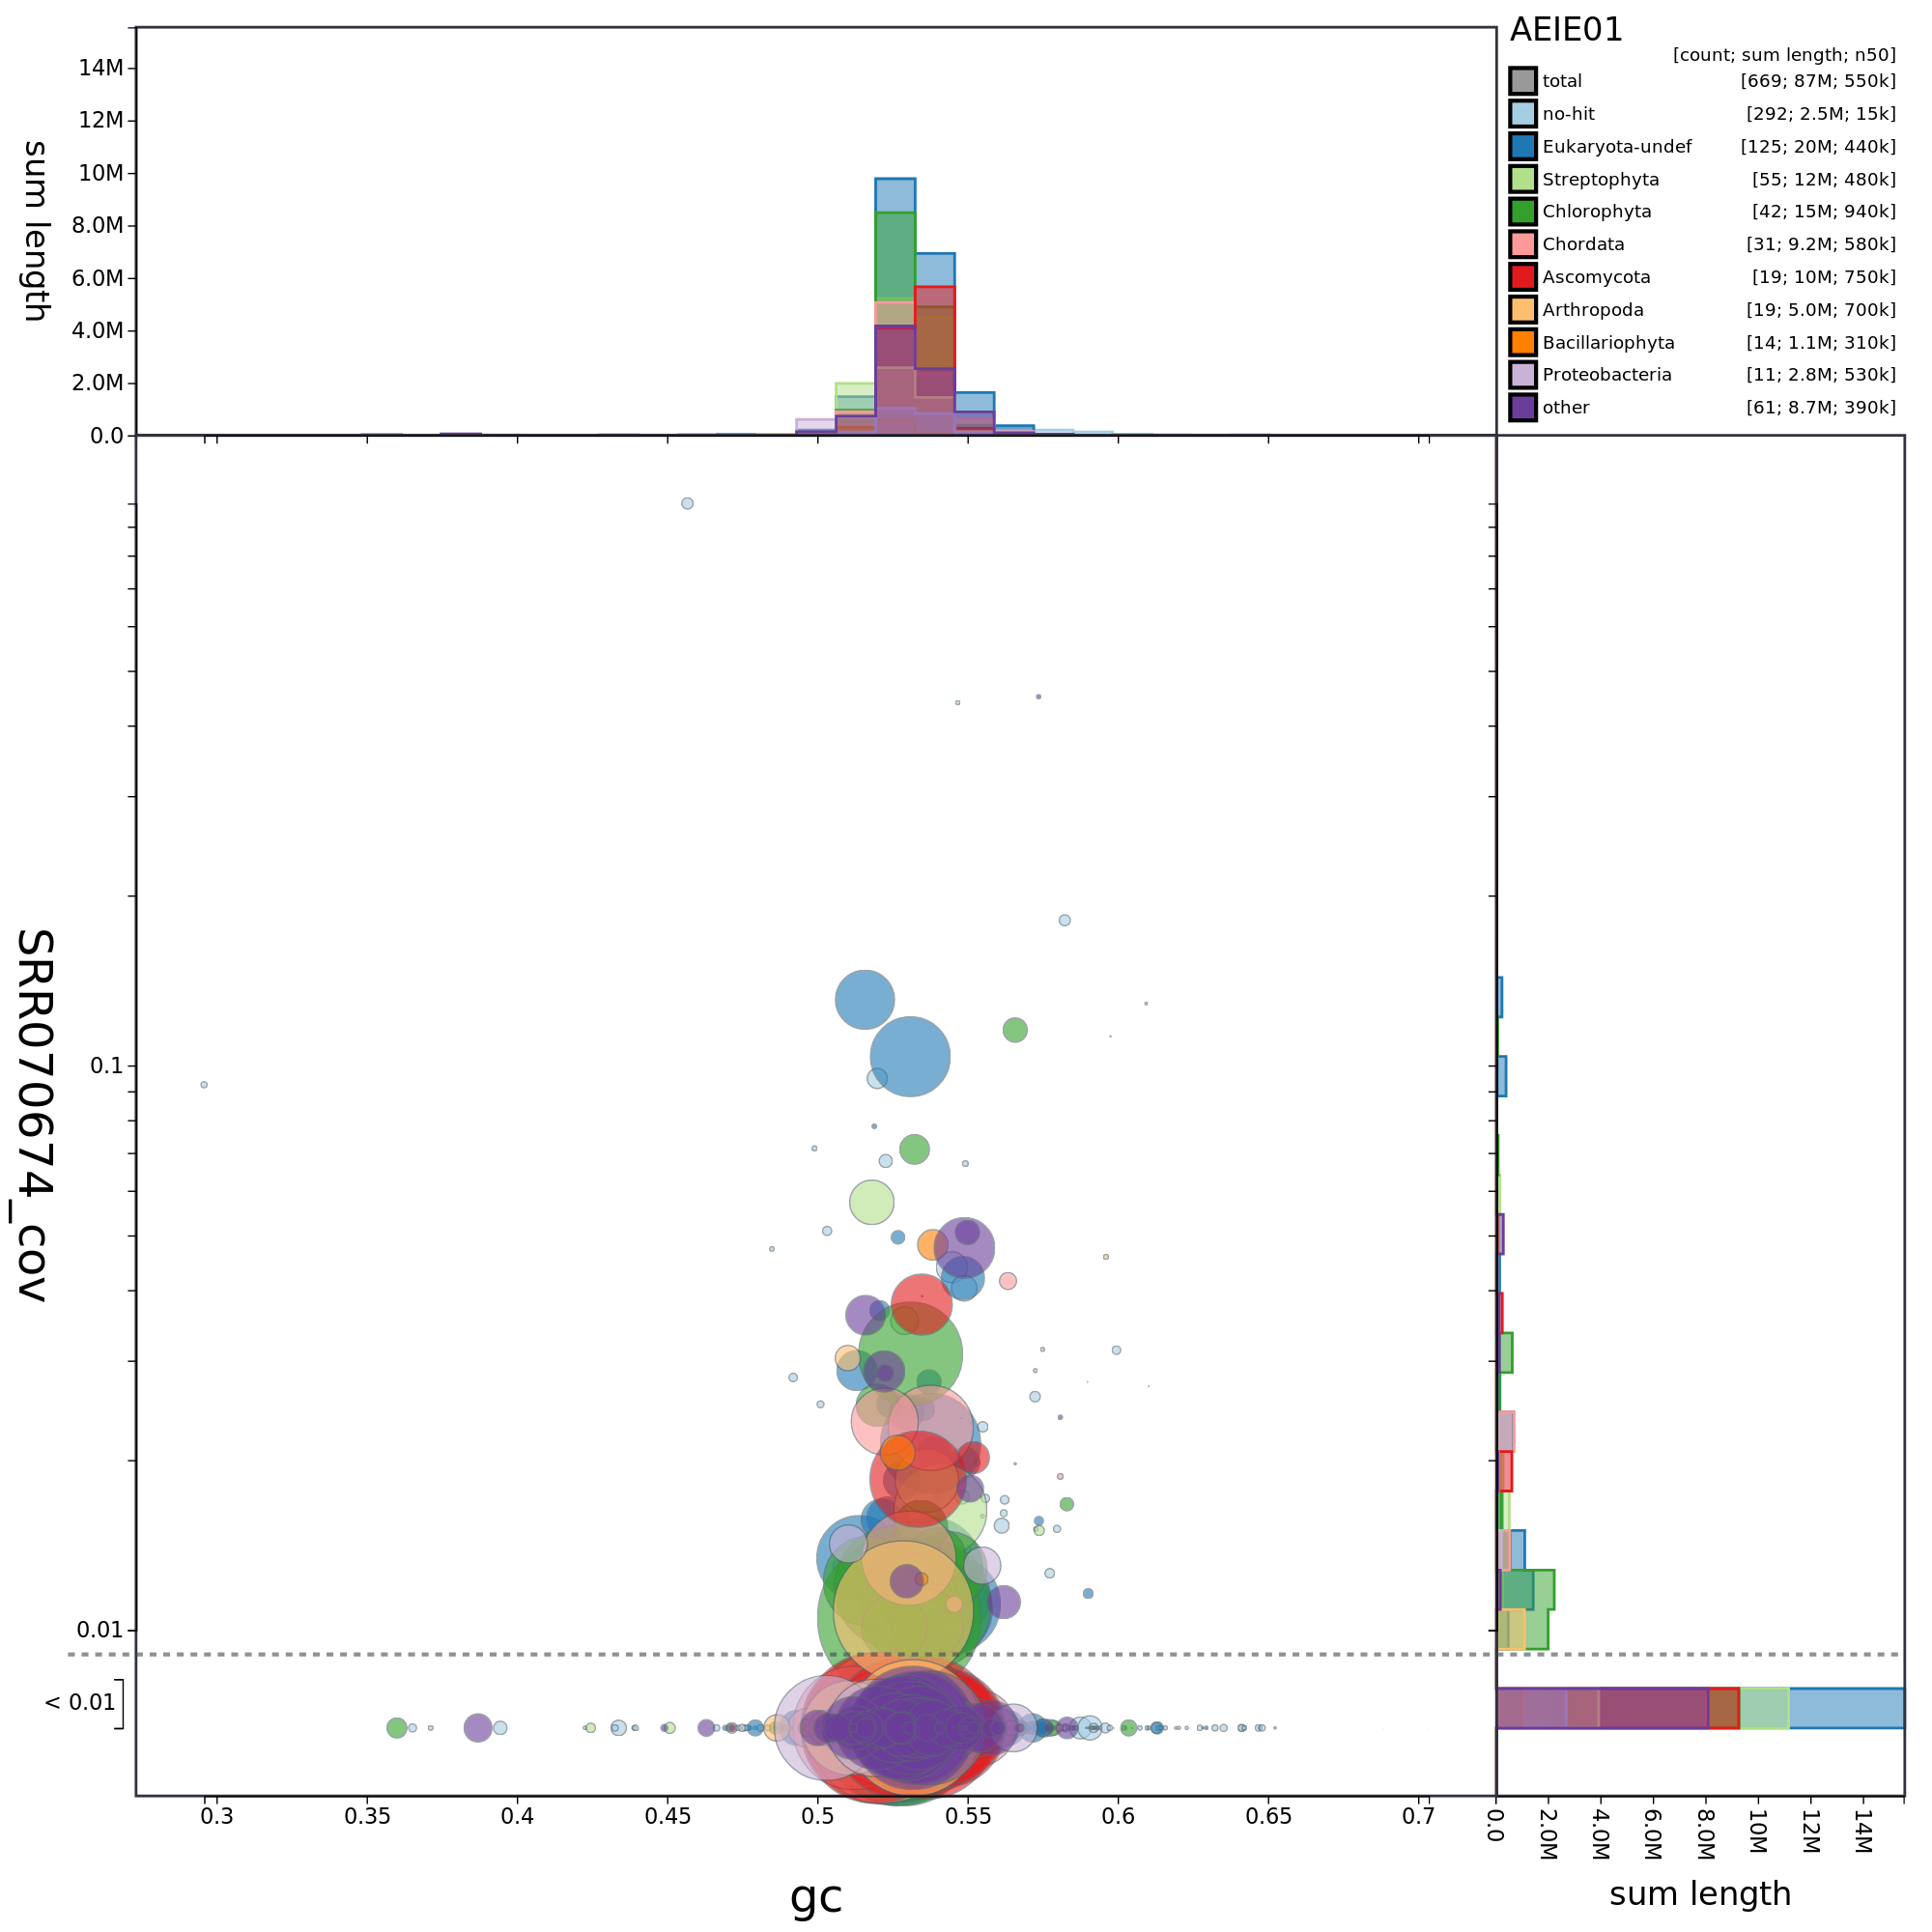 AEIE01
[count; sum length; n50]
total [669; 87M; 550k]
no-hit [292; 2.5M; 15k]
Eukaryota-undef [125; 20M; 440k]
Streptophyta [55; 12M; 480k]
Chlorophyta [42; 15M; 940k]
Chordata [31; 9.2M; 580k]
Ascomycota [19; 10M; 750k]
Arthropoda [19; 5.0M; 700k]
Bacillariophyta [14; 1.1M; 310k]
Proteobacteria [11; 2.8M; 530k]
other [61; 8.7M; 390k]
sum length
14M
12M
10M
8.0M
6.0M
4.0M
2.0M
0.0
SRR070674_cov
0.1
0.01
< 0.01
0.3 0.35 0.4 0.45 0.5 0.55 0.6 0.65 0.7
gc
0.0 2.0M 4.0M 6.0M 8.0M 10M 12M 14M
sum length